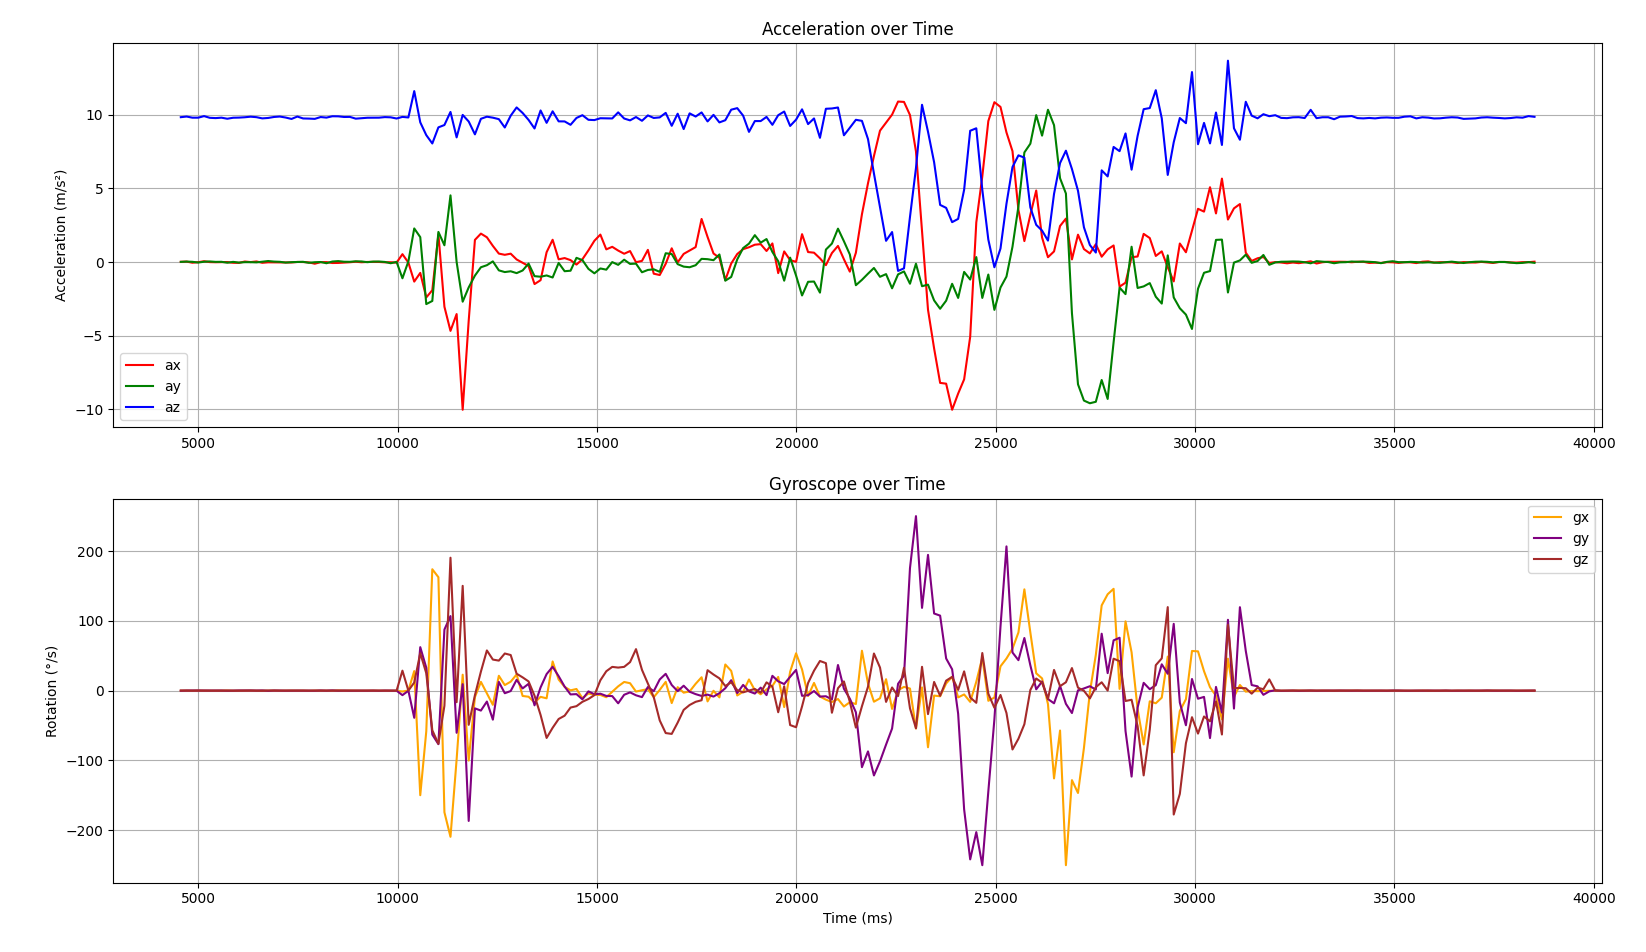 Acceleration over Time
Acceleration (m/s²)
10
5
0
−5
−10
ax
ay
az
5000 10000 15000 20000 25000 30000 35000 40000
Gyroscope over Time
Rotation (°/s)
200
100
0
−100
−200
gx
gy
gz
5000 10000 15000 20000 25000 30000 35000 40000
Time (ms)